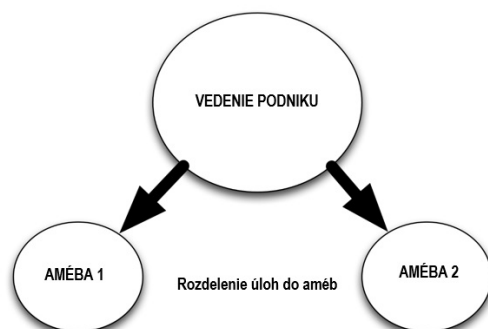 VEDENIE PODNIKU
AMÉBA 1
Rozdelenie úloh do améb
AMÉBA 2